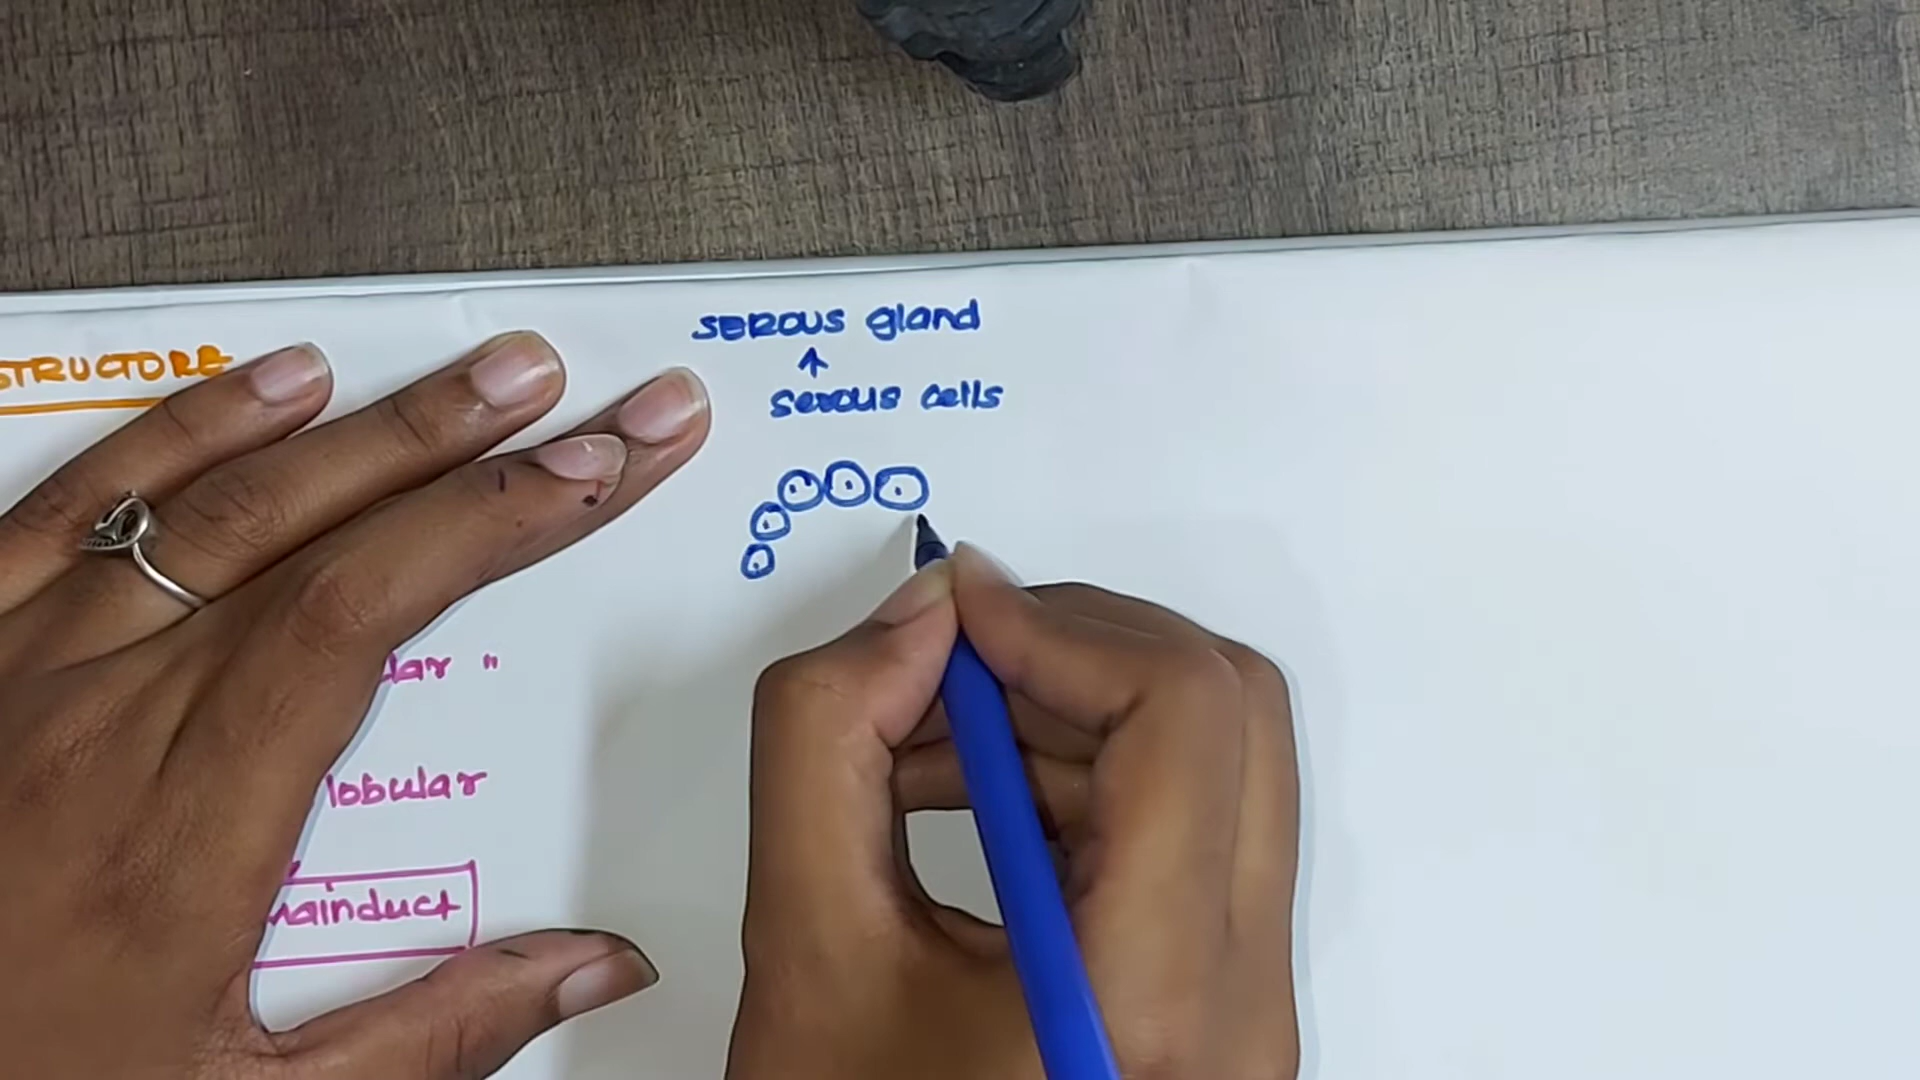 STRUCTURE
SEROUS gland
↑
serous cells
lobular
mainduct